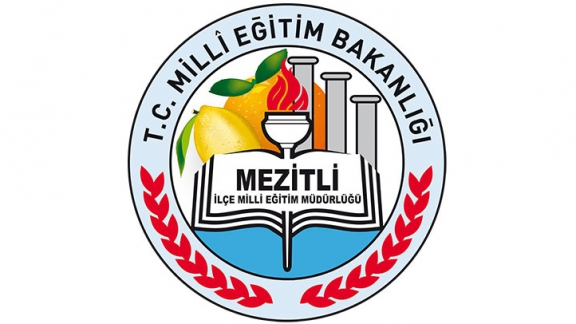 T.C. MİLLÎ EĞİTİM BAKANLIĞI
MEZİTLİ
İLÇE MİLLİ EĞİTİM MÜDÜRLÜĞÜ